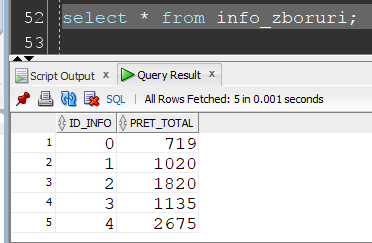 52 select * from info_zboruri;
53
Script Output x Query Result x
SQL | All Rows Fetched: 5 in 0.001 seconds
ID_INFO PRET_TOTAL
1 0 719
2 1 1020
3 2 1820
4 3 1135
5 4 2675